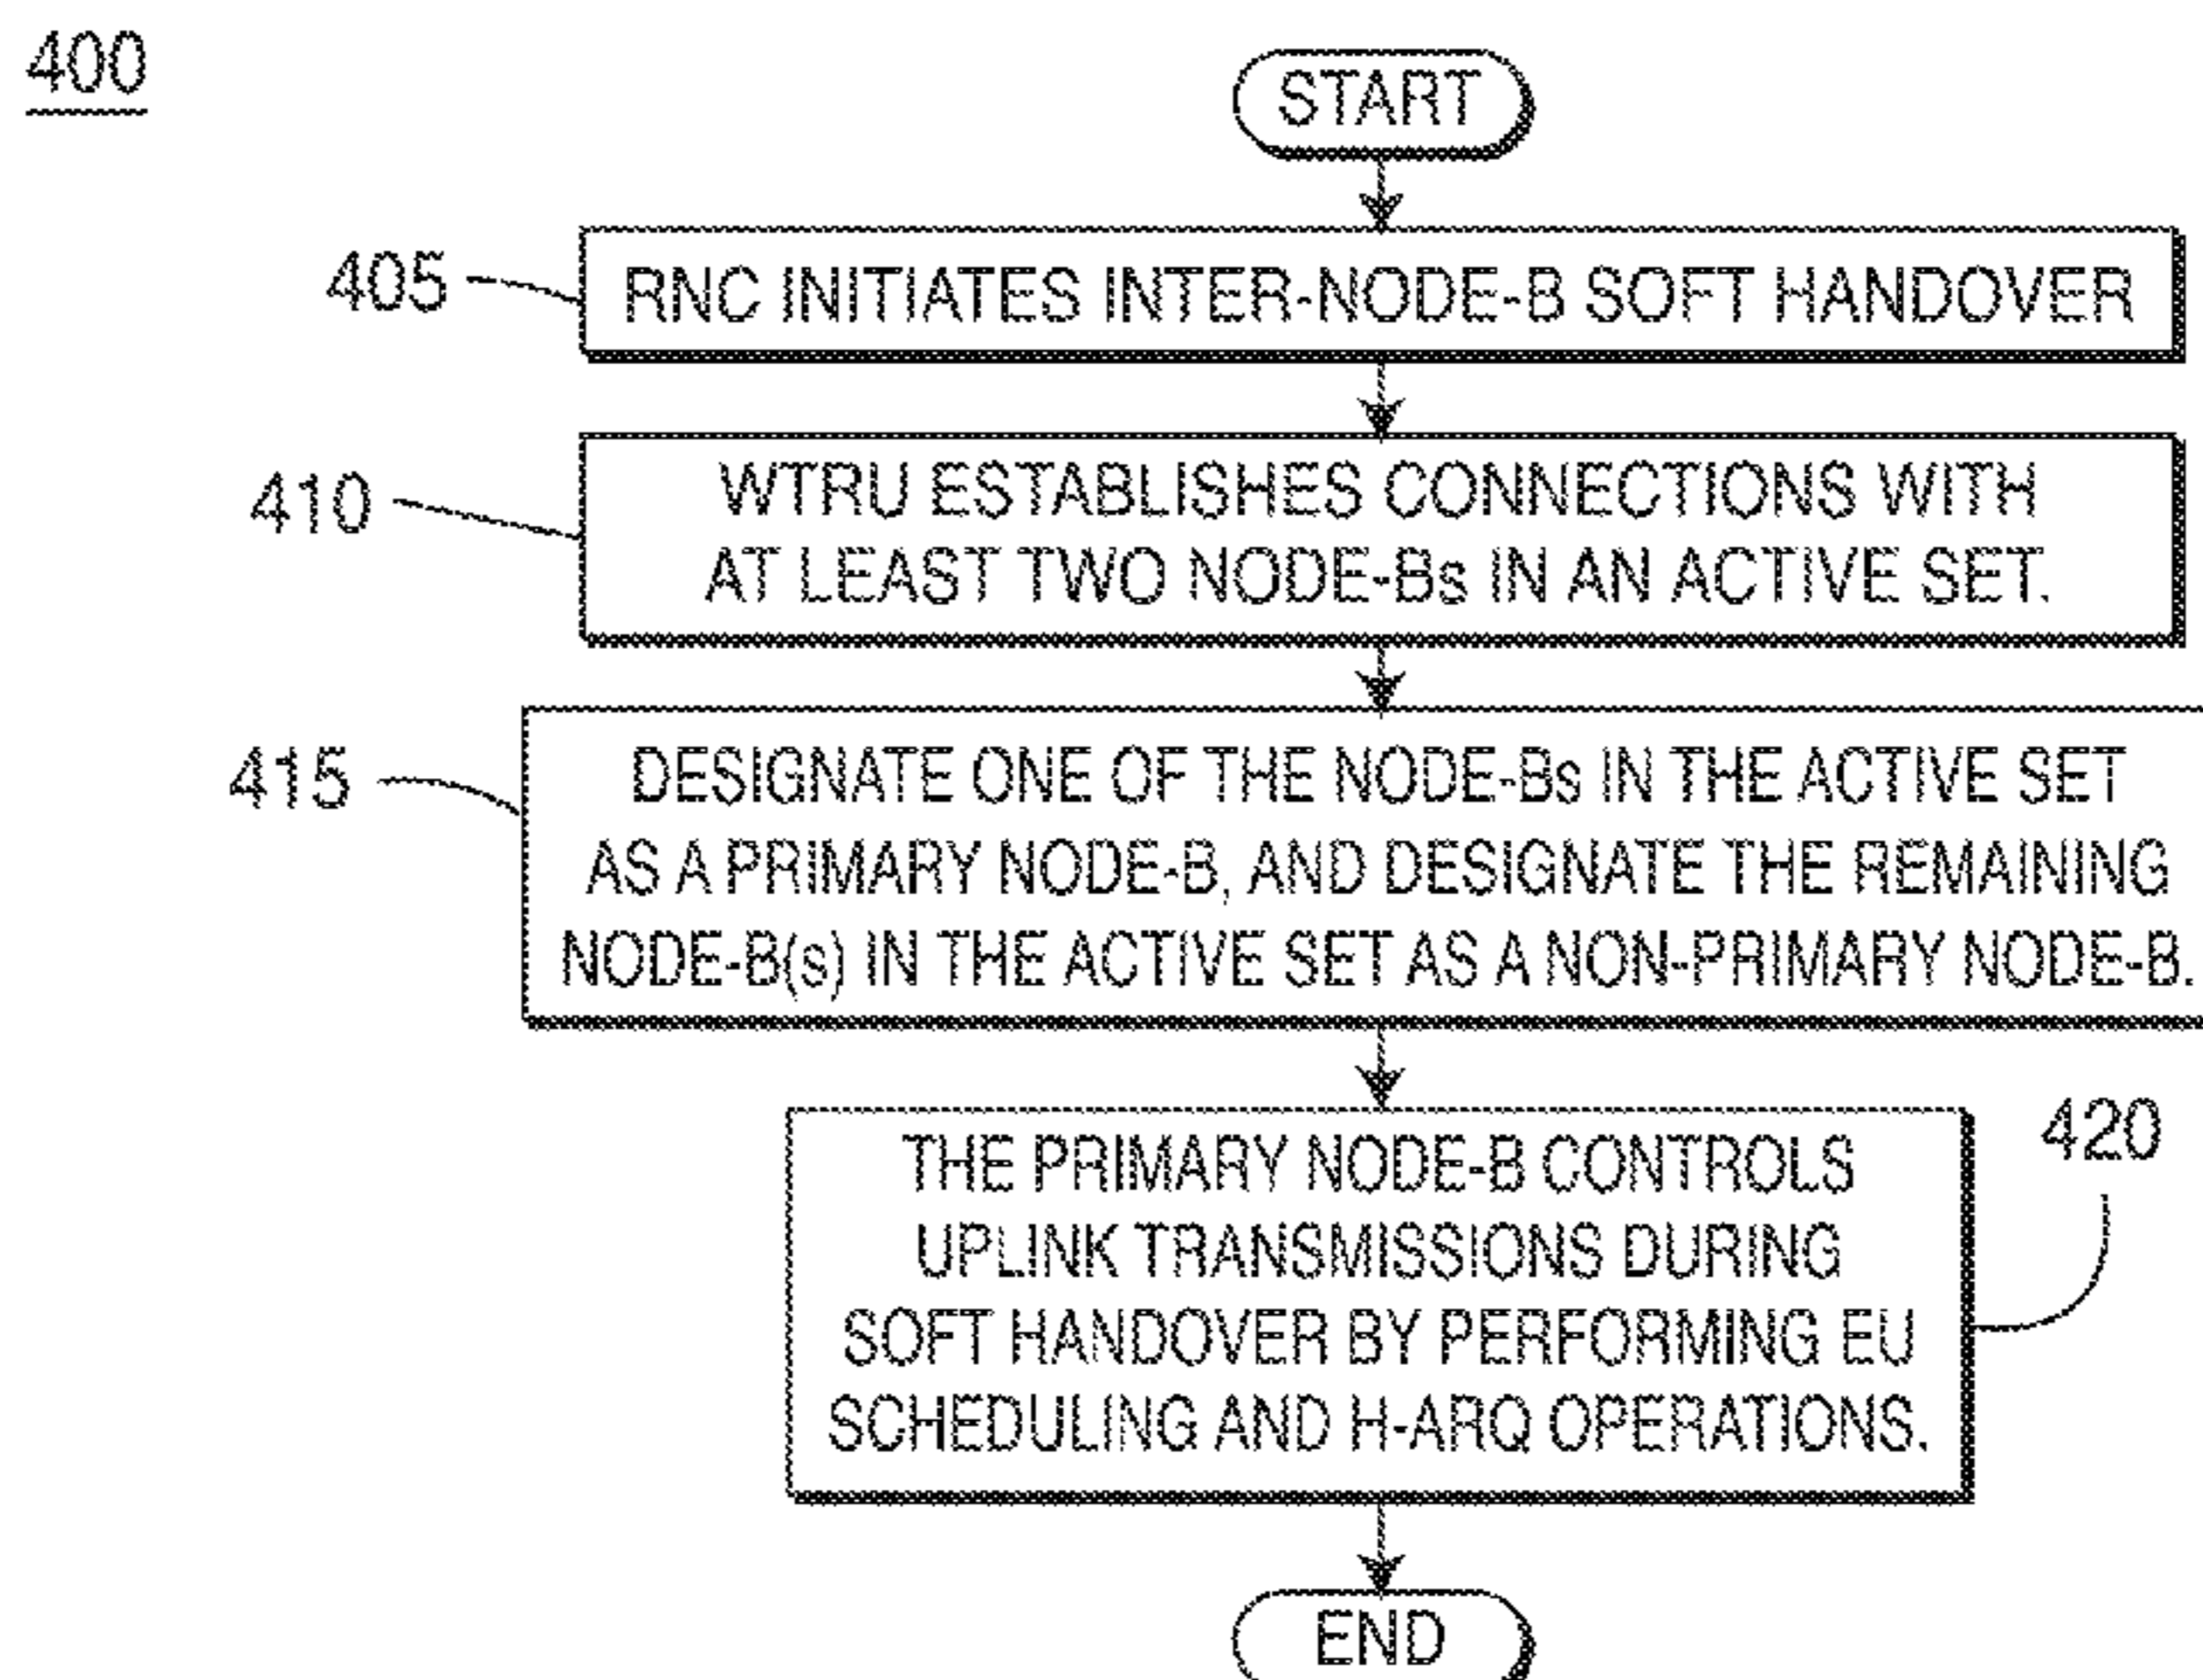 400
START
405
RNC INITIATES INTER-NODE-B SOFT HANDOVER
410
WTRU ESTABLISHES CONNECTIONS WITH
AT LEAST TWO NODE-Bs IN AN ACTIVE SET.
415
DESIGNATE ONE OF THE NODE-Bs IN THE ACTIVE SET
AS A PRIMARY NODE-B, AND DESIGNATE THE REMAINING
NODE-B(s) IN THE ACTIVE SET AS A NON-PRIMARY NODE-B.
420
THE PRIMARY NODE-B CONTROLS
UPLINK TRANSMISSIONS DURING
SOFT HANDOVER BY PERFORMING EU
SCHEDULING AND H-ARQ OPERATIONS.
END